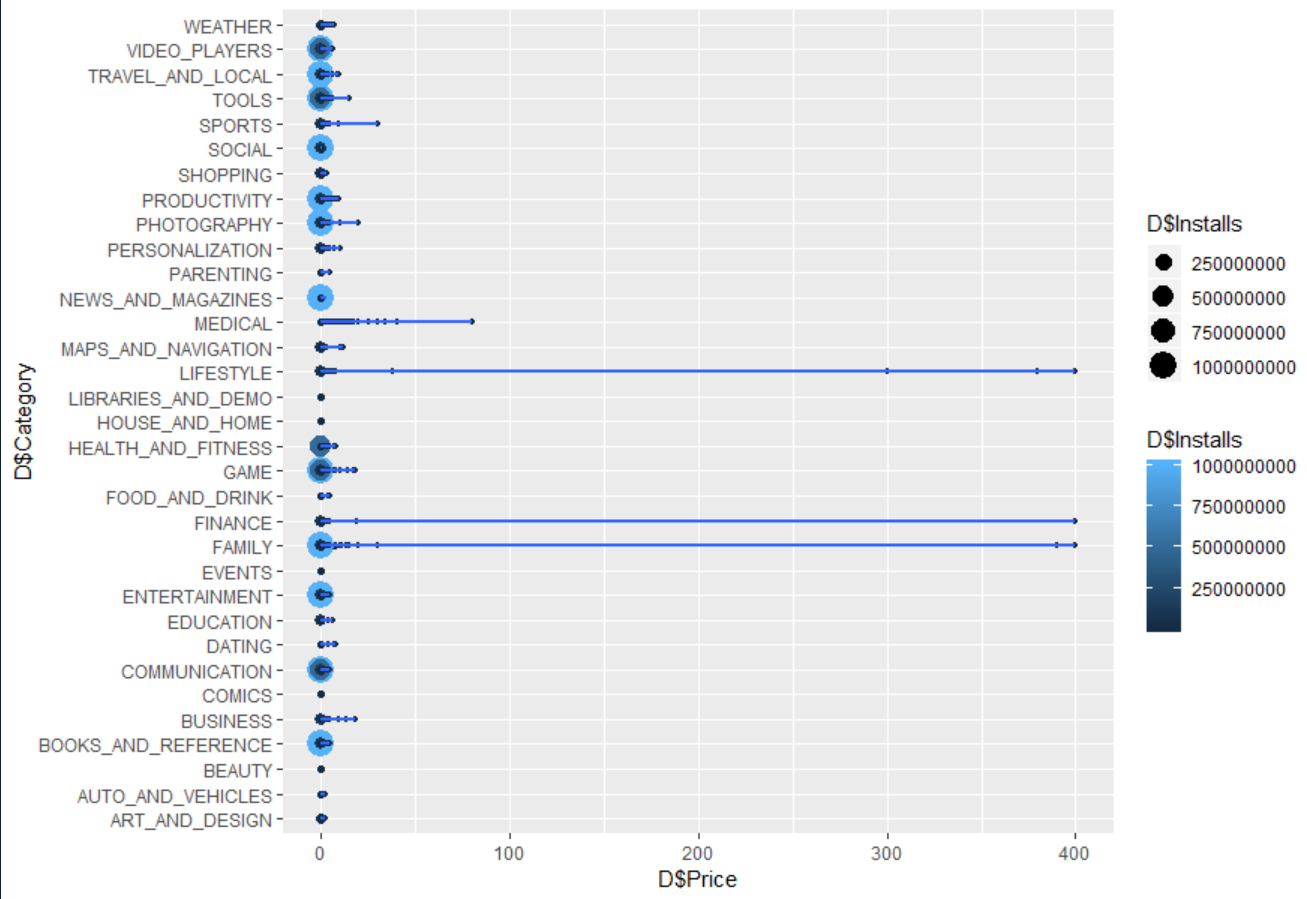 WEATHER
VIDEO_PLAYERS
TRAVEL_AND_LOCAL
TOOLS
SPORTS
SOCIAL
SHOPPING
PRODUCTIVITY
PHOTOGRAPHY
PERSONALIZATION
PARENTING
NEWS_AND_MAGAZINES
MEDICAL
MAPS_AND_NAVIGATION
LIFESTYLE
LIBRARIES_AND_DEMO
HOUSE_AND_HOME
HEALTH_AND_FITNESS
GAME
FOOD_AND_DRINK
FINANCE
FAMILY
EVENTS
ENTERTAINMENT
EDUCATION
DATING
COMMUNICATION
COMICS
BUSINESS
BOOKS_AND_REFERENCE
BEAUTY
AUTO_AND_VEHICLES
ART_AND_DESIGN
D$Category
0 100 200 300 400
D$Price
D$Installs
250000000
500000000
750000000
1000000000
D$Installs
1000000000
750000000
500000000
250000000